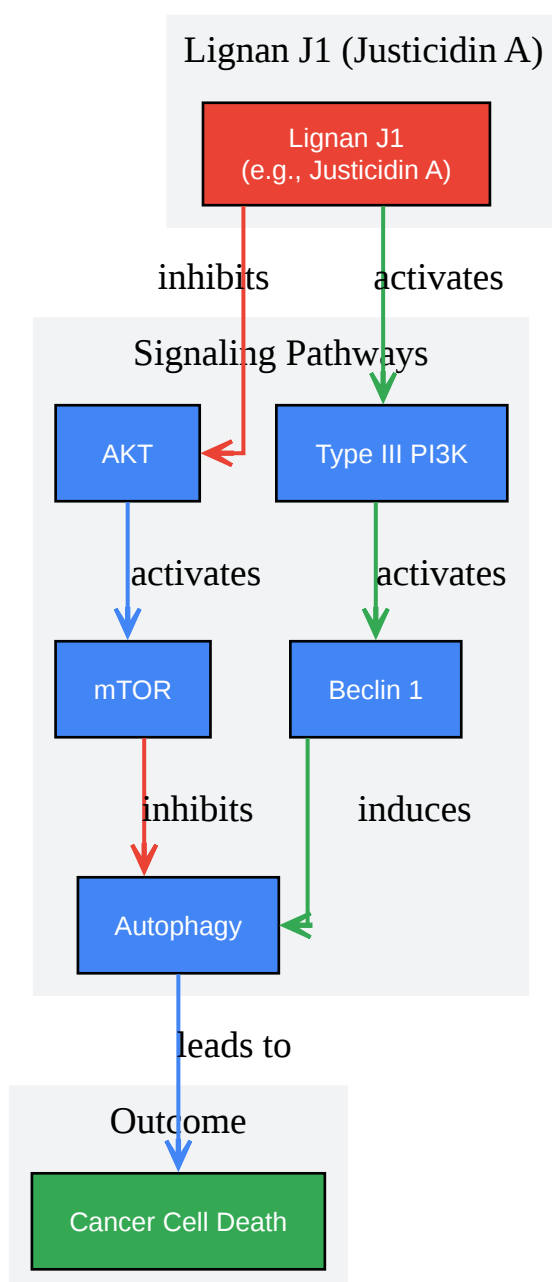 Lignan J1 (Justicidin A)
Lignan J1
(e.g., Justicidin A)
inhibits
activates
Signaling Pathways
AKT
Type III PI3K
activates
activates
mTOR
Beclin 1
inhibits
induces
Autophagy
leads to
Outcome
Cancer Cell Death